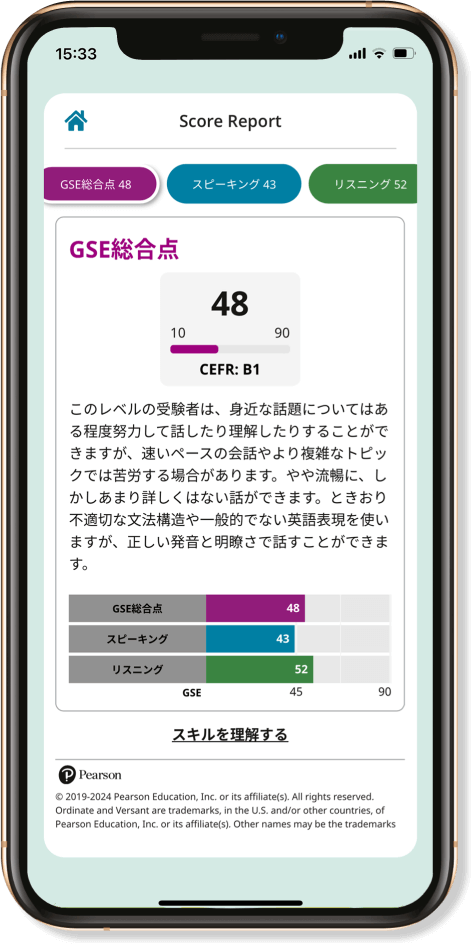 15:33
Score Report
GSE総合点 48
スピーキング 43
リスニング 52
GSE総合点
48
10 90
CEFR: B1
このレベルの受験者は、身近な話題についてはあ
る程度努力して話したり理解したりすることがで
きますが、速いペースの会話やより複雑なトピッ
クでは苦労する場合があります。やや流暢に、し
かしあまり詳しくはない話ができます。ときおり
不適切な文法構造や一般的でない英語表現を使い
ますが、正しい発音と明瞭さで話すことができま
す。
GSE総合点 48
スピーキング 43
リスニング 52
GSE 45 90
スキルを理解する
P Pearson
© 2019-2024 Pearson Education, Inc. or its affiliate(s). All rights reserved.
Ordinate and Versant are trademarks, in the U.S. and/or other countries, of
Pearson Education, Inc. or its affiliate(s). Other names may be the trademarks